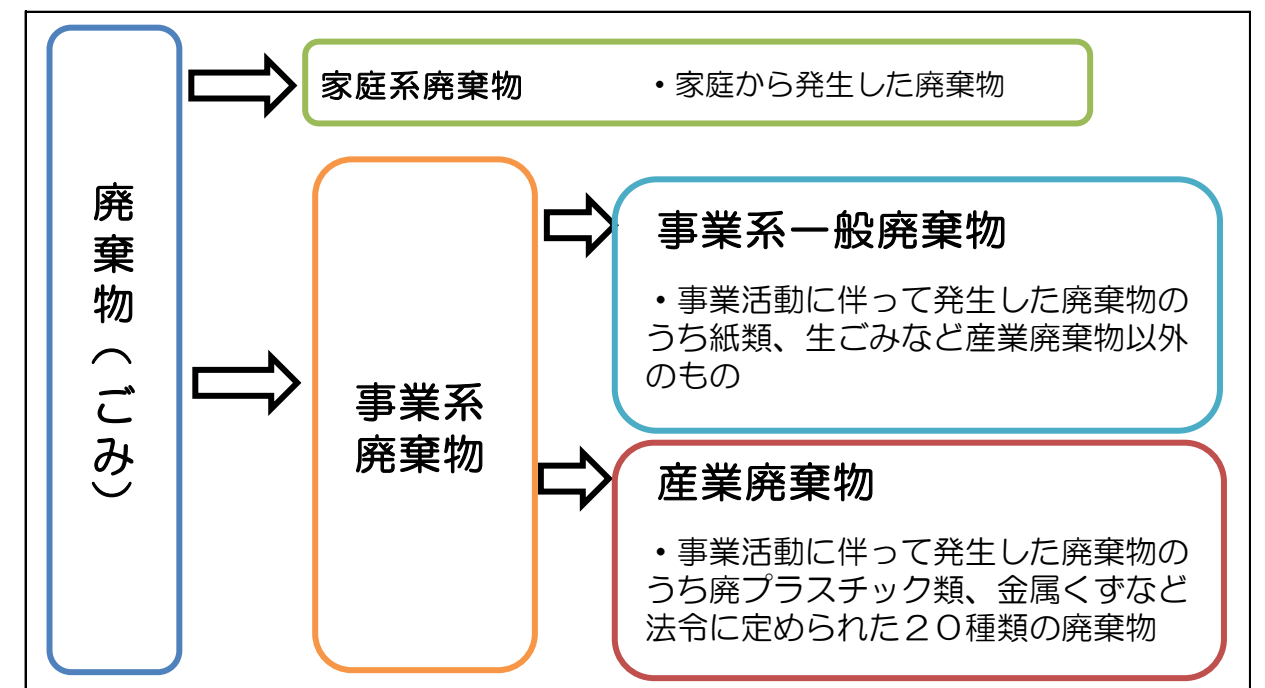 廃棄物（ごみ）
家庭系廃棄物
・家庭から発生した廃棄物
事業系
廃棄物
事業系一般廃棄物
・事業活動に伴って発生した廃棄物の
うち紙類、生ごみなど産業廃棄物以外
のもの
産業廃棄物
・事業活動に伴って発生した廃棄物の
うち廃プラスチック類、金属くずなど
法令に定められた２０種類の廃棄物